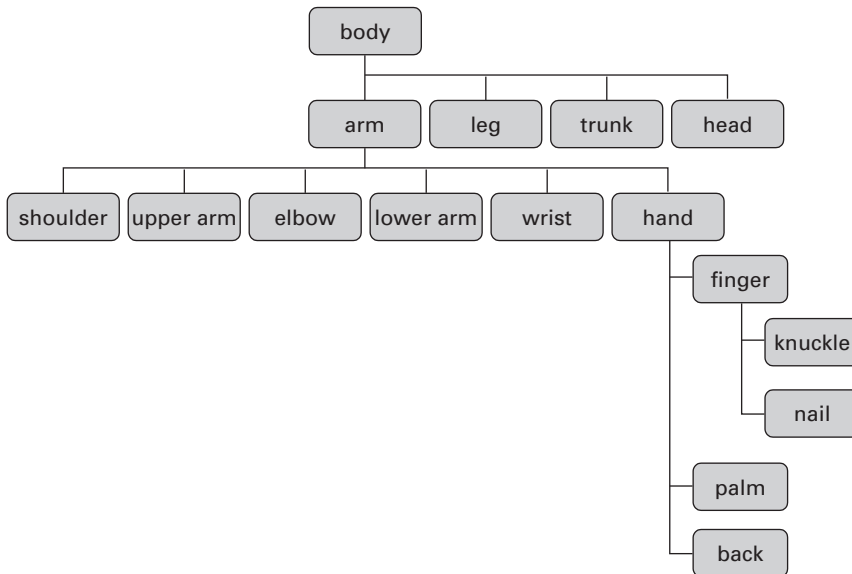 body
arm leg trunk head
shoulder upper arm elbow lower arm wrist hand
finger
knuckle
nail
palm
back